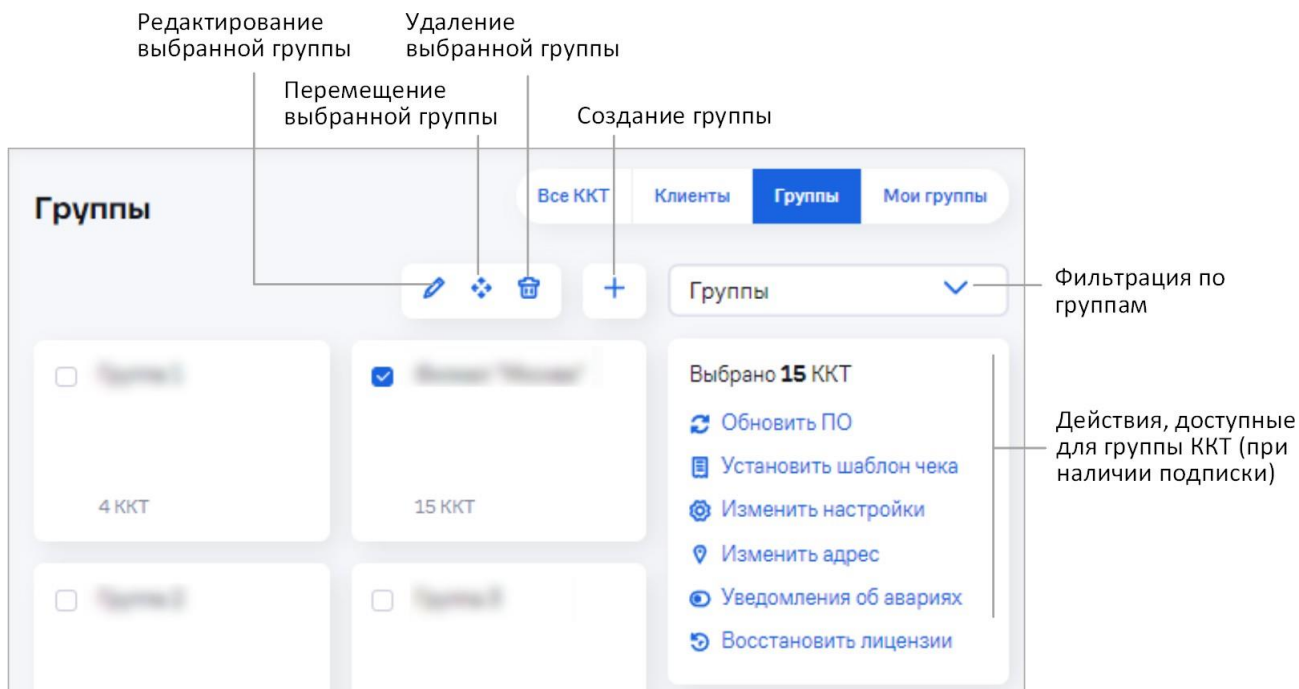 Редактирование
выбранной группы
Удаление
выбранной группы
Перемещение
выбранной группы
Создание группы
Группы
Все ККТ
Клиенты
Группы
Мои группы
Группы
Фильтрация по
группам
4 ККТ
15 ККТ
Выбрано 15 ККТ
Обновить ПО
Установить шаблон чека
Изменить настройки
Изменить адрес
Уведомления об авариях
Восстановить лицензии
Действия, доступные
для группы ККТ (при
наличии подписки)